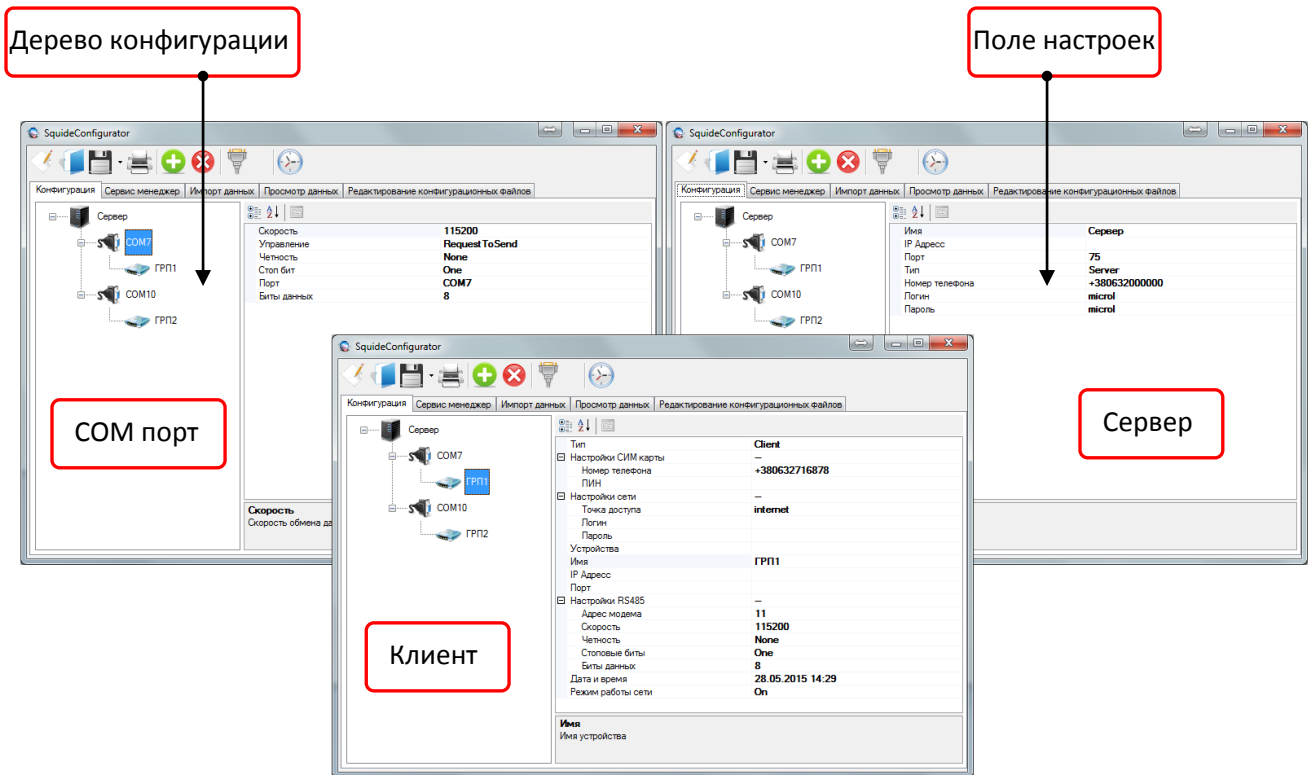 Дерево конфигурации
Поле настроек
SquideConfigurator
Конфигурация Сервис менеджер Импорт данных Просмотр данных Редактирование конфигурационных файлов
Сервер
COM7
ГРП1
COM10
ГРП2
Скорость 115200
Управление RequestToSend
Четность None
Стоп бит One
Порт COM7
Биты данных 8
Скорость
Скорость обмена да
COM порт
SquideConfigurator
Конфигурация Сервис менеджер Импорт данных Просмотр данных Редактирование конфигурационных файлов
Сервер
COM7
ГРП1
COM10
ГРП2
Имя Сервер
IP Адресс
Порт 75
Тип Server
Номер телефона +380632000000
Логин microl
Пароль microl
Сервер
SquideConfigurator
Конфигурация Сервис менеджер Импорт данных Просмотр данных Редактирование конфигурационных файлов
Сервер
COM7
ГРП1
COM10
ГРП2
Тип Client
Настройки СИМ карты —
Номер телефона +380632716878
ПИН
Настройки сети —
Точка доступа internet
Логин
Пароль
Устройства
Имя ГРП1
IP Адресс
Порт
Настройки RS485 —
Адрес модема 11
Скорость 115200
Четность None
Стоповые биты One
Биты данных 8
Дата и время 28.05.2015 14:29
Режим работы сети On
Имя
Имя устройства
Клиент